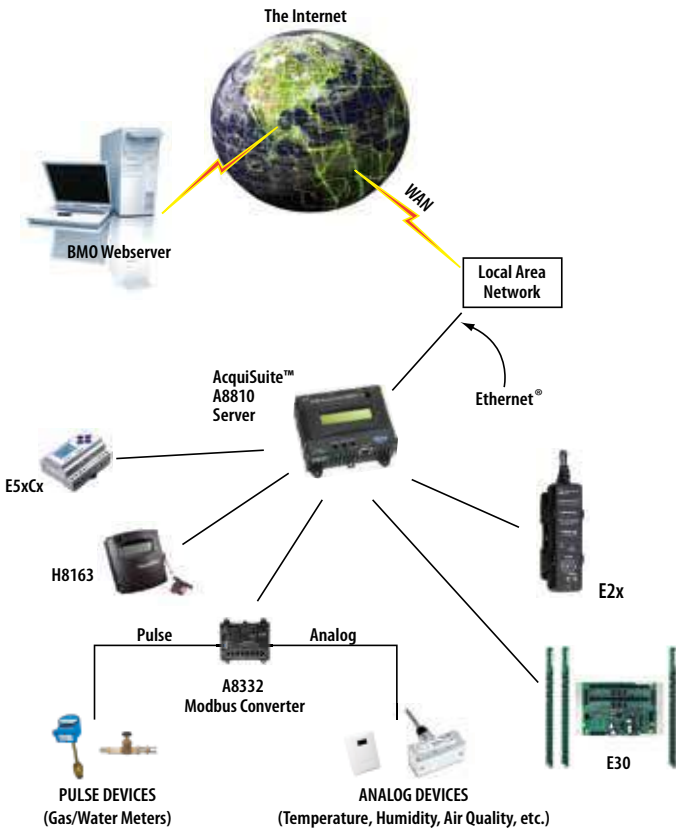 The Internet
WAN
BMO Webserver
Local Area
Network
AcquiSuite™
A8810
Server
Ethernet®
E5xCx
H8163
E2x
Pulse
Analog
A8332
Modbus Converter
E30
PULSE DEVICES
(Gas/Water Meters)
ANALOG DEVICES
(Temperature, Humidity, Air Quality, etc.)